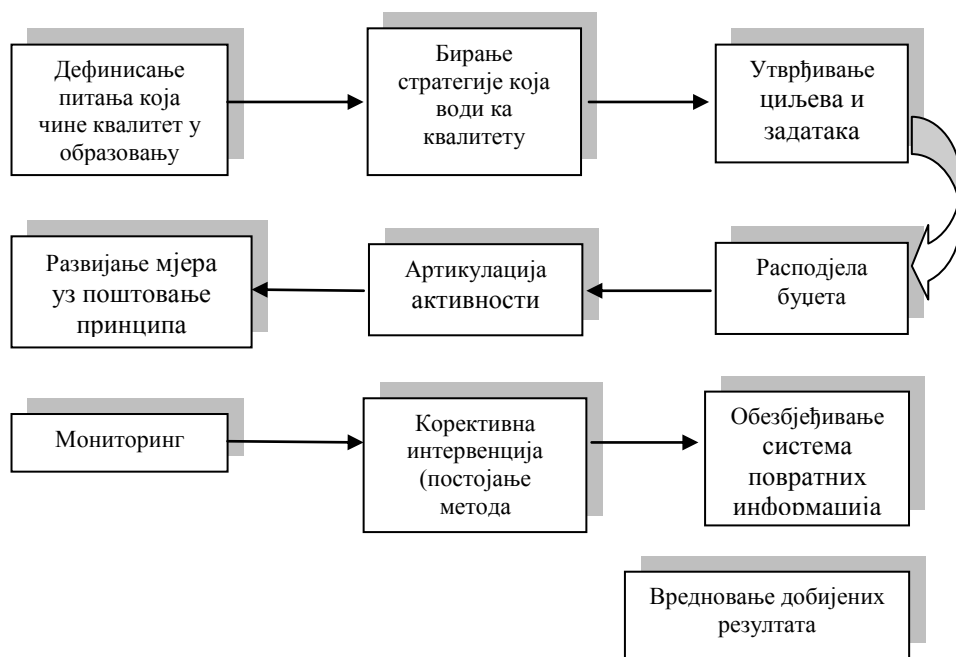 Дефинисање
питања која
чине квалитет у
образовању
Бирање
стратегије која
води ка
квалитету
Утврђивање
циљева и
задатака
Развијање мјера
уз поштовање
принципа
Артикулација
активности
Расподјела
буџета
Мониторинг
Корективна
интервенција
(постојање
метода
Обезбјеђивање
система
повратних
информација
Вредновање добијених
резултата